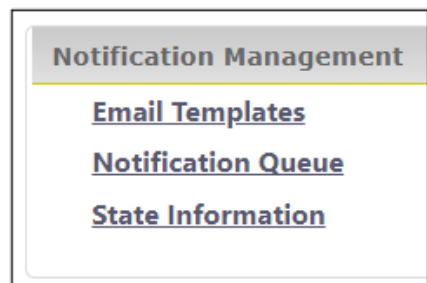 Notification Management
Email Templates
Notification Queue
State Information